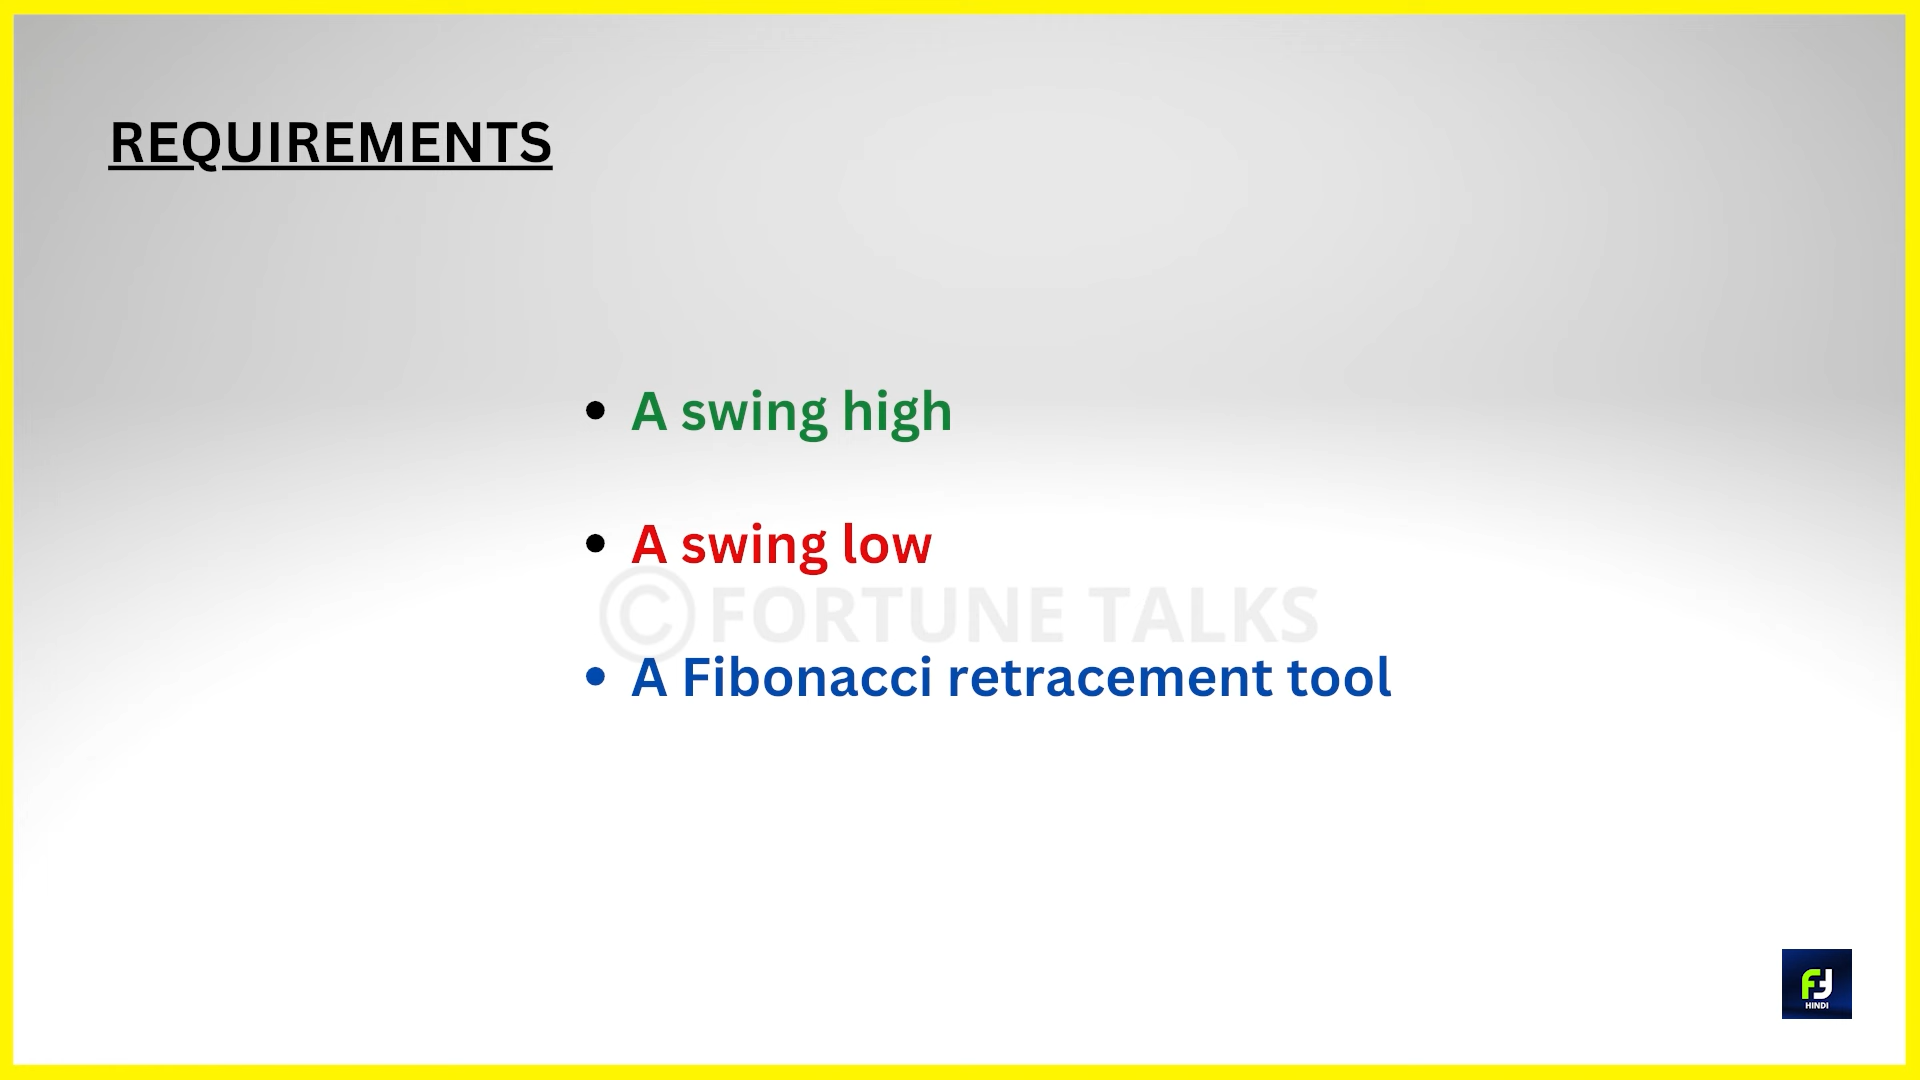 REQUIREMENTS
• A swing high
• A swing low
© FORTUNE TALKS
• A Fibonacci retracement tool
HINDI